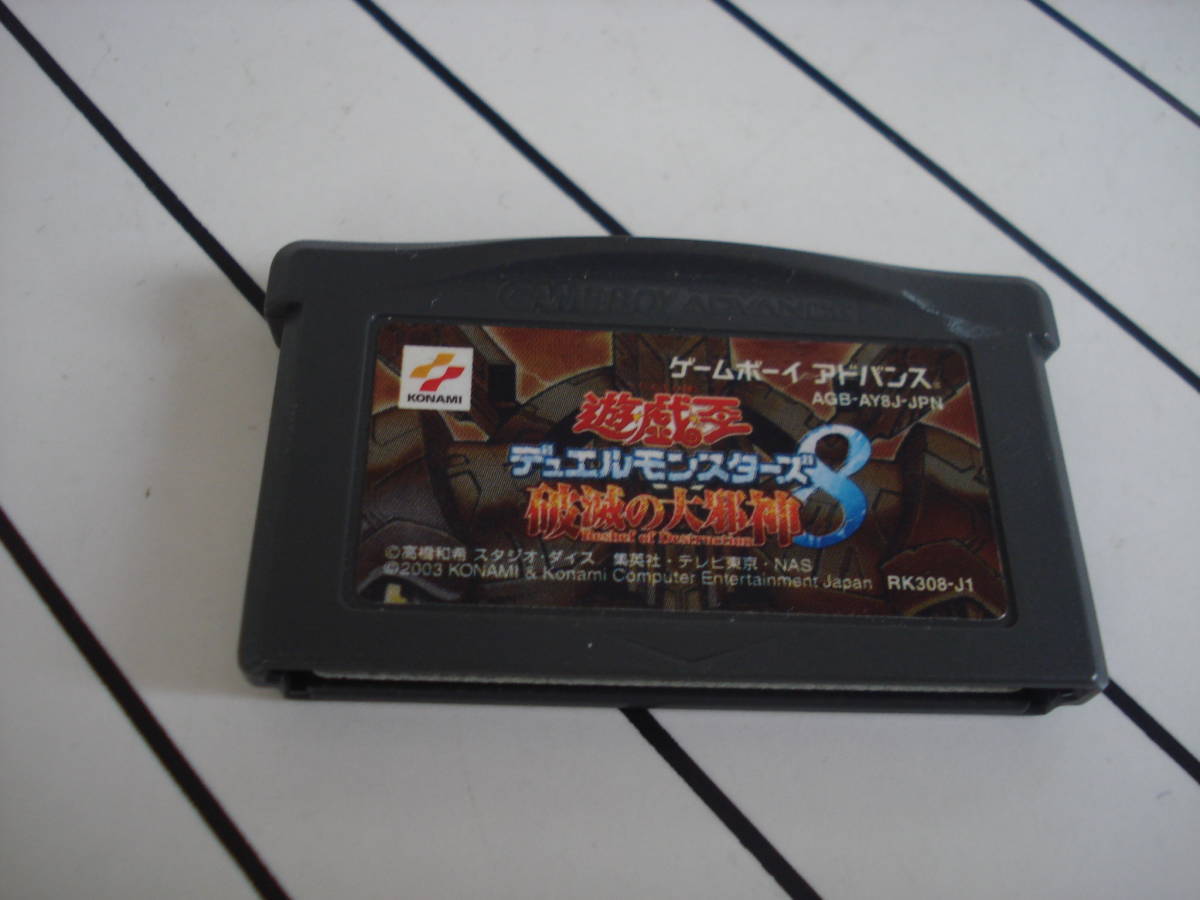 GAME BOY ADVANCE
KONAMI
ゲームボーイ アドバンス
AGB-AY8J-JPN
遊戯王
デュエルモンスターズ8
破滅の大邪神
Reshef of Destruction
©高橋和希 スタジオ・ダイス/集英社・テレビ東京・NAS
©2003 KONAMI & Konami Computer Entertainment Japan RK308-J1